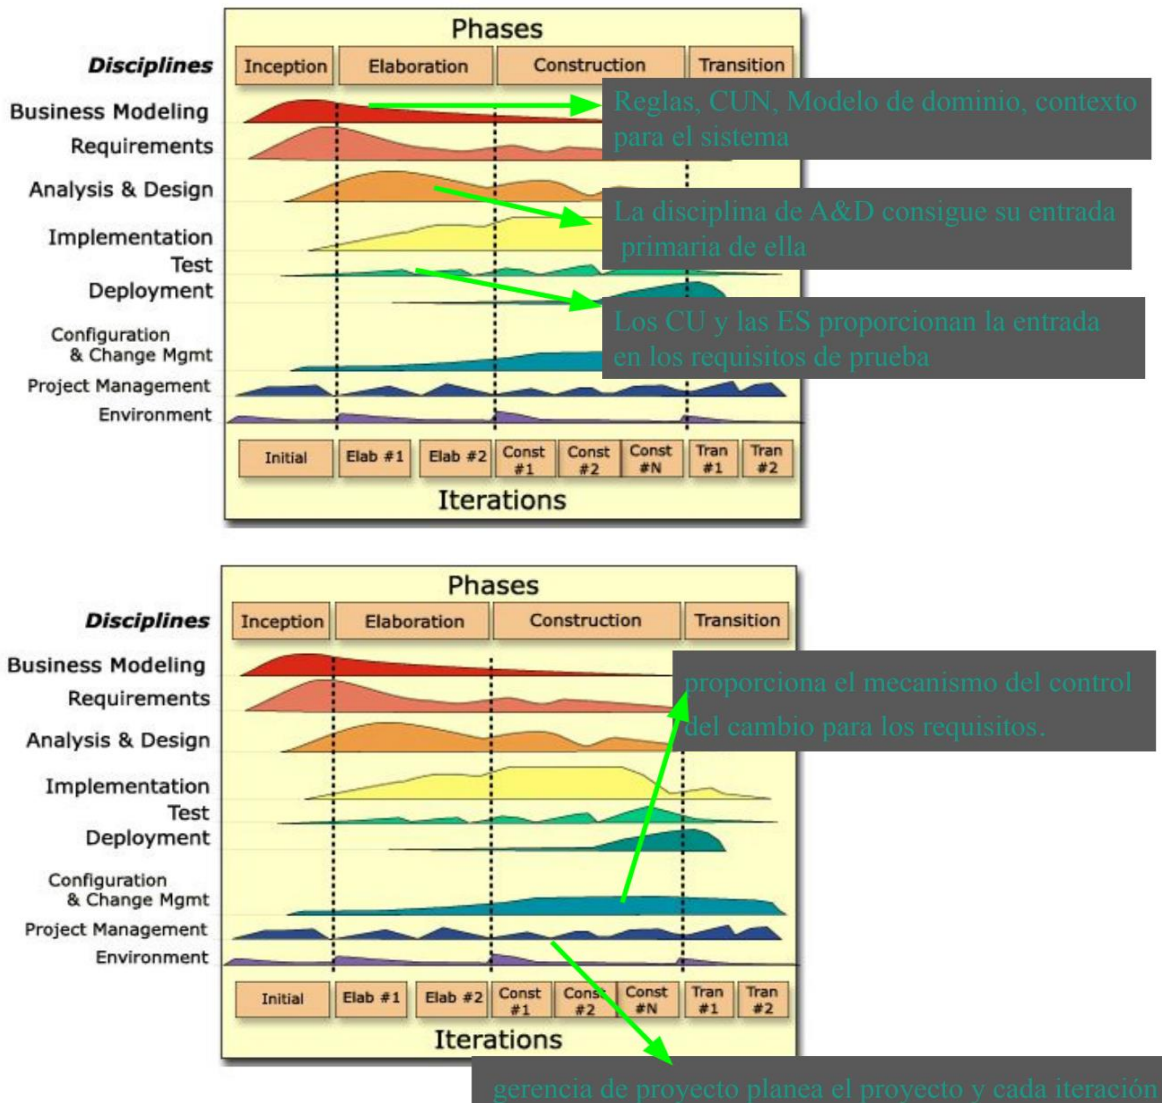 Phases
Disciplines
Inception
Elaboration
Construction
Transition
Business Modeling
Reglas, CUN, Modelo de dominio, contexto
para el sistema
Requirements
Analysis & Design
La disciplina de A&D consigue su entrada
primaria de ella
Implementation
Test
Deployment
Los CU y las ES proporcionan la entrada
en los requisitos de prueba
Configuration
& Change Mgmt
Project Management
Environment
Initial
Elab #1
Elab #2
Const
#1
Const
#2
Const
#N
Tran
#1
Tran
#2
Iterations
Phases
Disciplines
Inception
Elaboration
Construction
Transition
Business Modeling
Requirements
proporciona el mecanismo del control
del cambio para los requisitos.
Analysis & Design
Implementation
Test
Deployment
Configuration
& Change Mgmt
Project Management
Environment
Initial
Elab #1
Elab #2
Const
#1
Const
#2
Const
#N
Tran
#1
Tran
#2
Iterations
gerencia de proyecto planea el proyecto y cada iteración